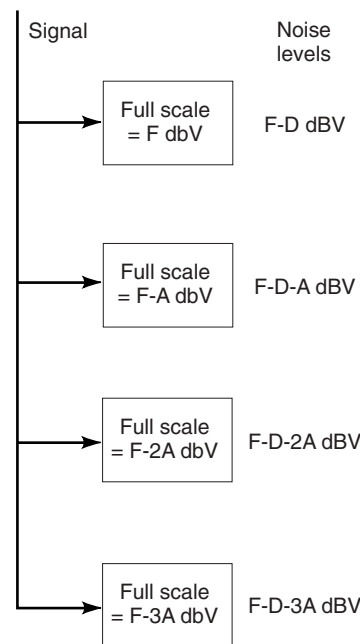 Signal
Noise
levels
Full scale
= F dbV
F-D dBV
Full scale
= F-A dbV
F-D-A dBV
Full scale
= F-2A dbV
F-D-2A dBV
Full scale
= F-3A dbV
F-D-3A dBV